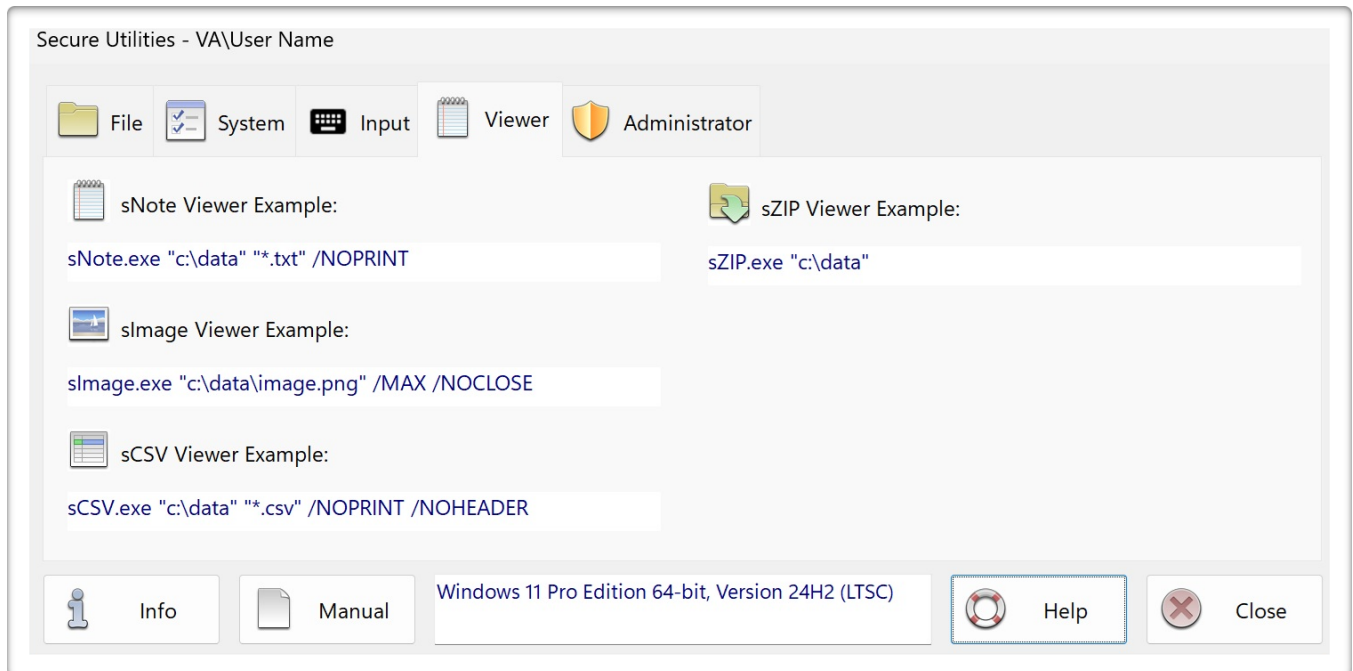 Secure Utilities - VA\User Name
File System Input Viewer Administrator
sNote Viewer Example:
sNote.exe "c:\data" "*.txt" /NOPRINT
sImage Viewer Example:
sImage.exe "c:\data\image.png" /MAX /NOCLOSE
sCSV Viewer Example:
sCSV.exe "c:\data" "*.csv" /NOPRINT /NOHEADER
sZIP Viewer Example:
sZIP.exe "c:\data"
Info Manual Windows 11 Pro Edition 64-bit, Version 24H2 (LTSC) Help Close